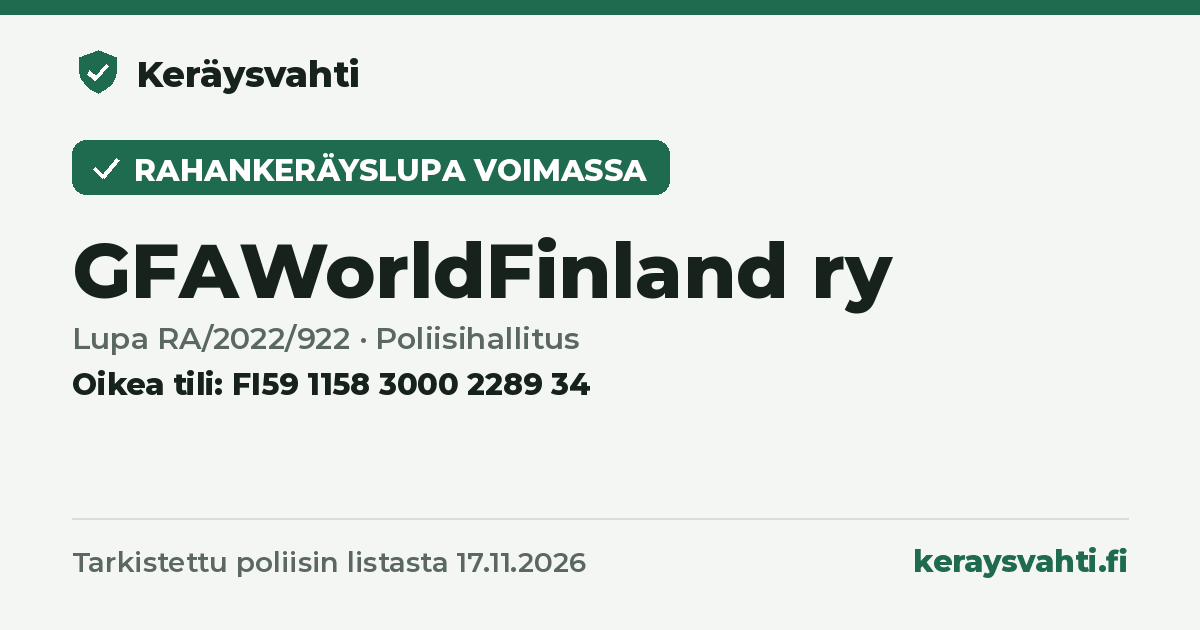 Keräysvahti
RAHANKERÄYSLUPA VOIMASSA
GFAWorldFinland ry
Lupa RA/2022/922 · Poliisihallitus
Oikea tili: FI59 1158 3000 2289 34
Tarkistettu poliisin listasta 17.11.2026
keraysvahti.fi